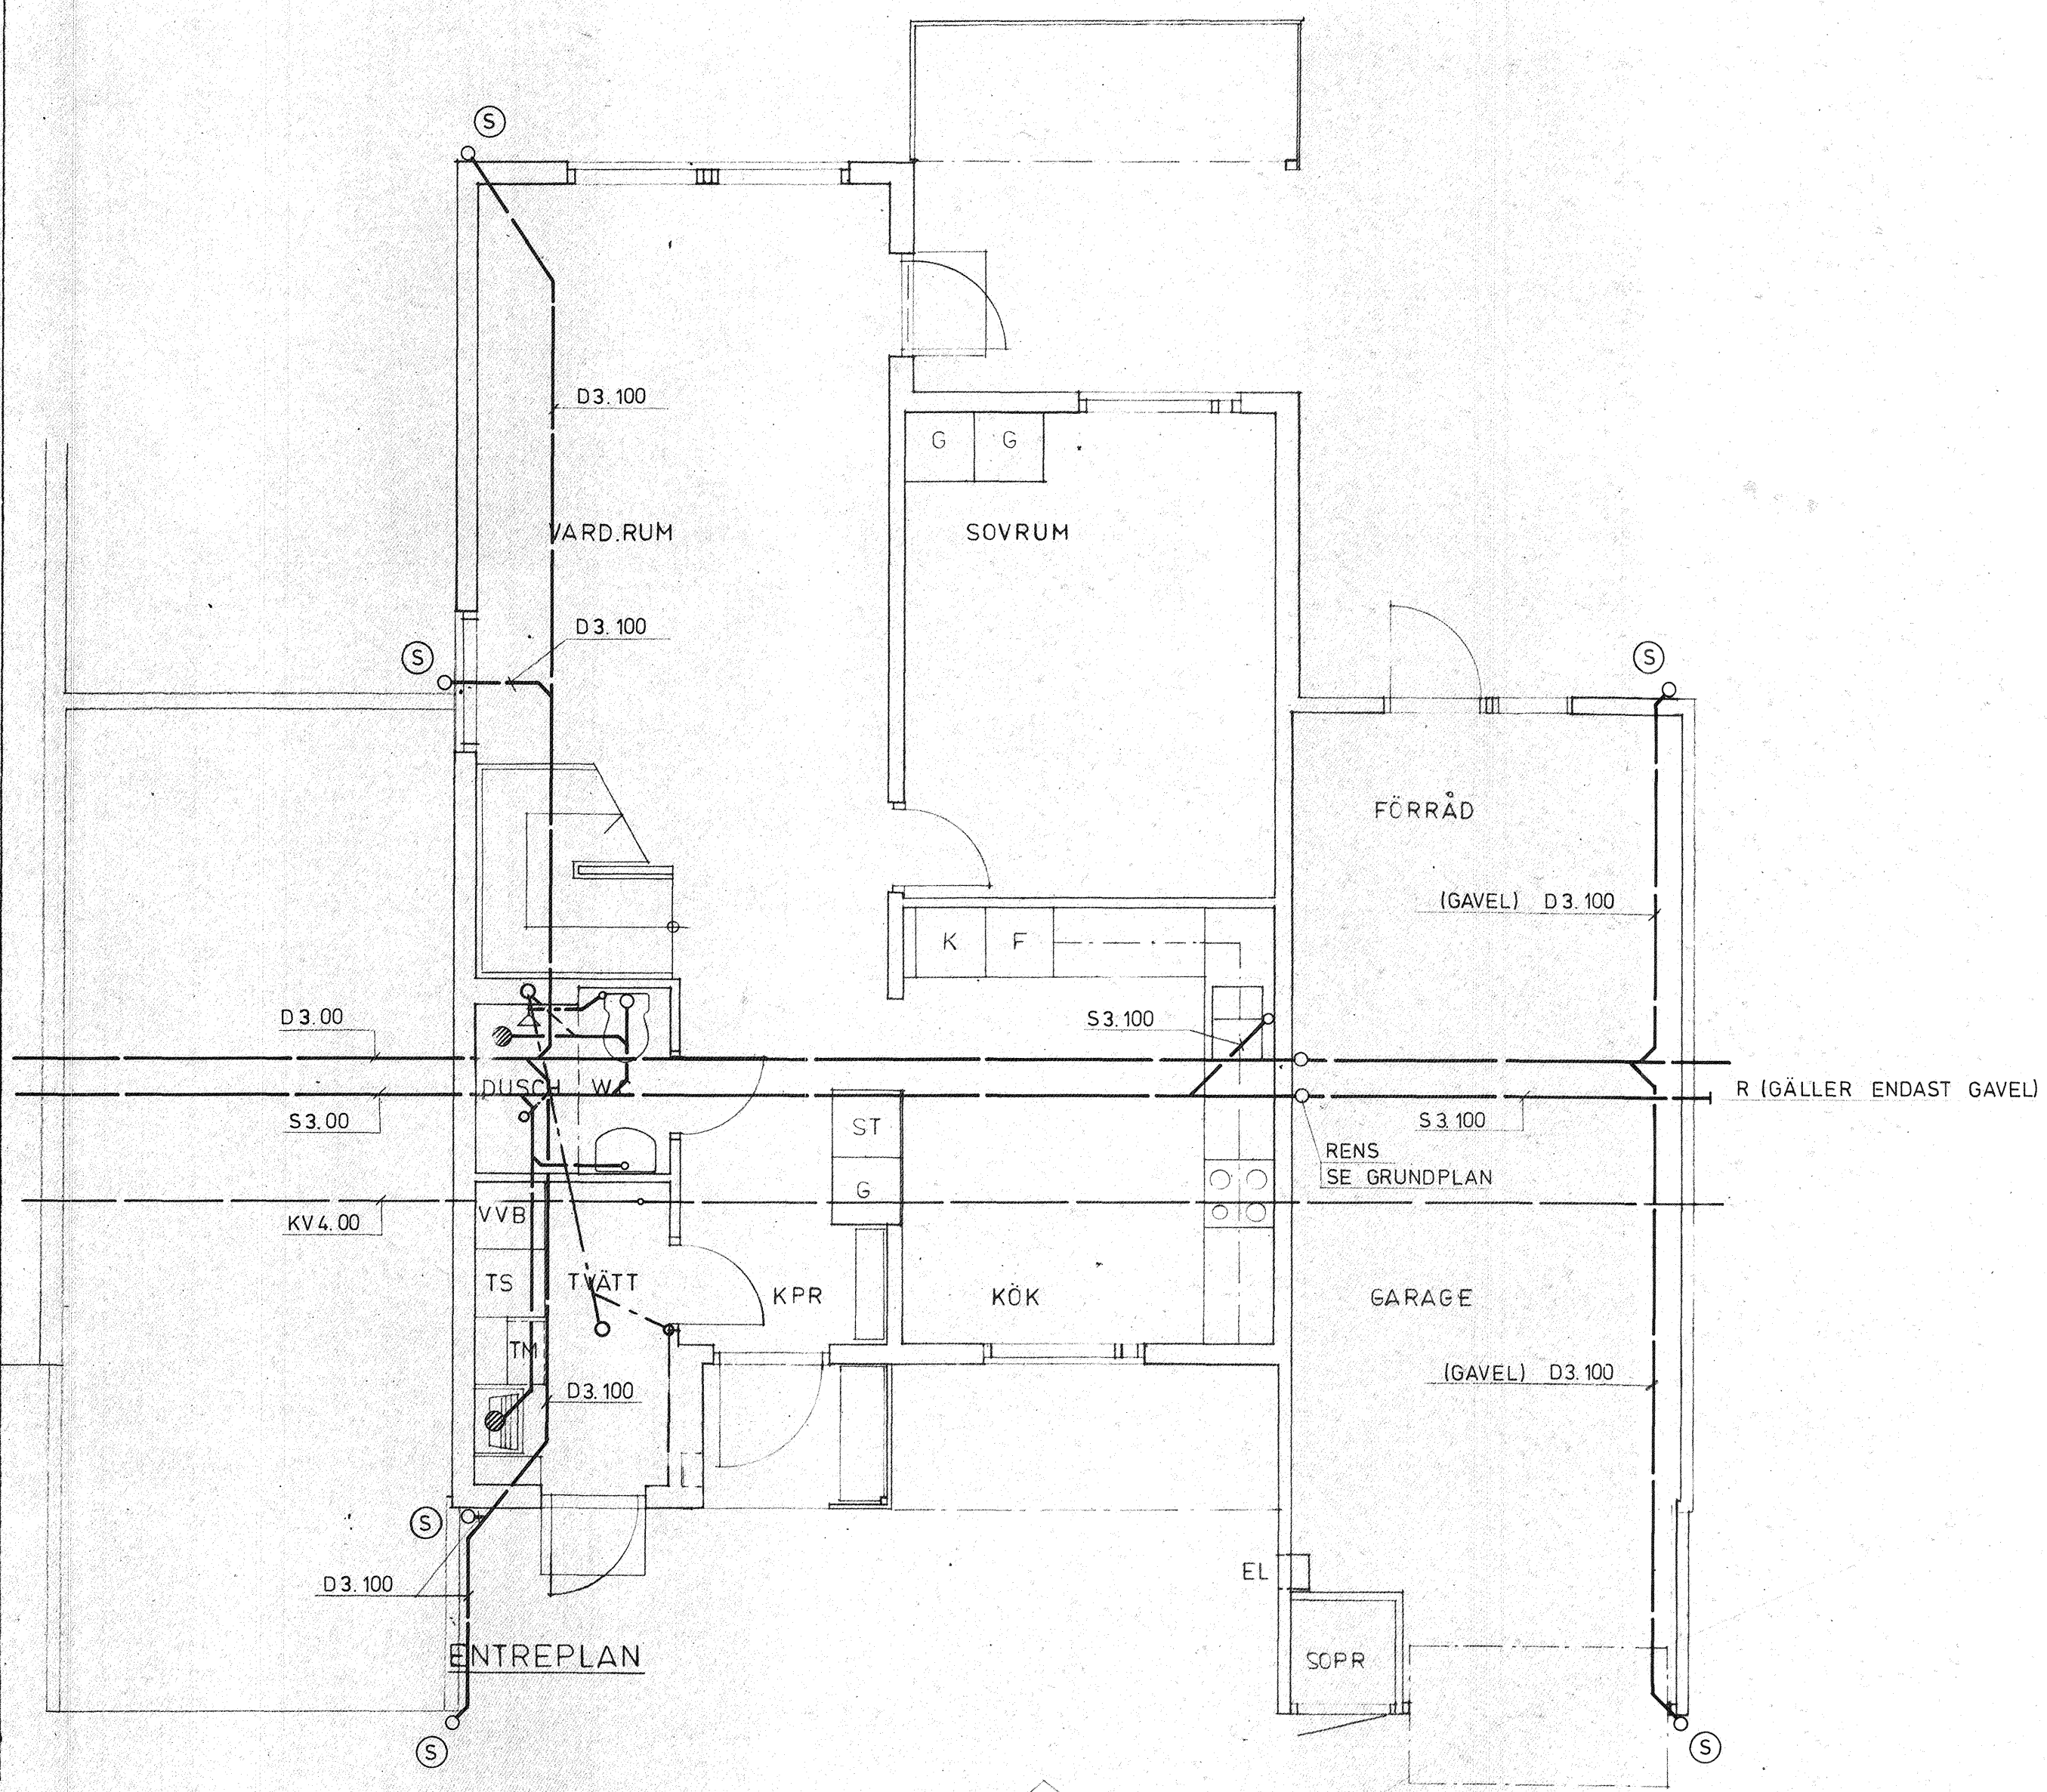 S
D3.100
G G
VARD.RUM
SOVRUM
D3.100
S
S
FÖRRÅD
(GAVEL) D3.100
K F
D3.00
S3.100
DUSCH
R (GÄLLER ENDAST GAVEL)
S3.00
S3.100
ST
RENS
SE GRUNDPLAN
G
KV4.00
VVB
TS
TVÄTT
KPR
KÖK
GARAGE
TM
(GAVEL) D3.100
D3.100
S
EL
D3.100
ENTREPLAN
SOPR
S
S